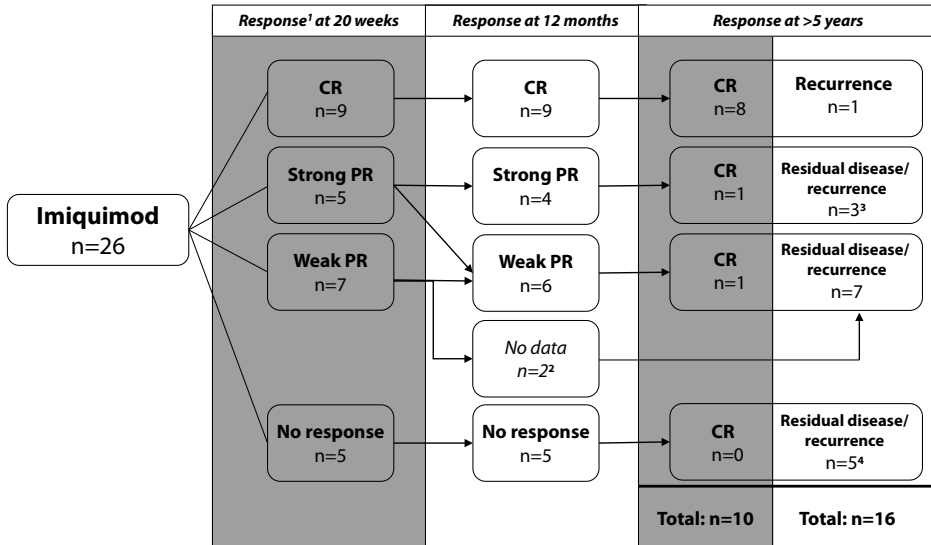 Response¹ at 20 weeks
Response at 12 months
Response at >5 years
Imiquimod
n=26
CR
n=9
CR
n=9
CR
n=8
Recurrence
n=1
Strong PR
n=5
Strong PR
n=4
CR
n=1
Residual disease/
recurrence
n=3³
Weak PR
n=7
Weak PR
n=6
CR
n=1
Residual disease/
recurrence
n=7
No data
n=2²
No response
n=5
No response
n=5
CR
n=0
Residual disease/
recurrence
n=5⁴
Total: n=10
Total: n=16